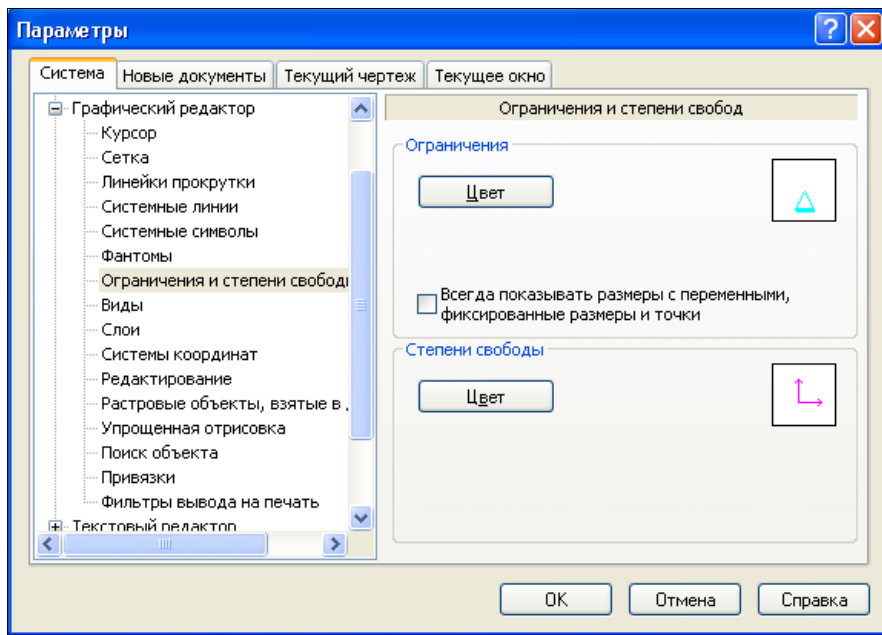 Параметры
Система
Новые документы
Текущий чертеж
Текущее окно
Графический редактор
Курсор
Сетка
Линейки прокрутки
Системные линии
Системные символы
Фантомы
Ограничения и степени свободы
Виды
Слои
Системы координат
Редактирование
Растровые объекты, взятые в
Упрощенная отрисовка
Поиск объекта
Привязки
Фильтры вывода на печать
Текстовый редактор
Ограничения и степени свобод
Ограничения
Цвет
Всегда показывать размеры с переменными,
фиксированные размеры и точки
Степени свободы
Цвет
ОК
Отмена
Справка